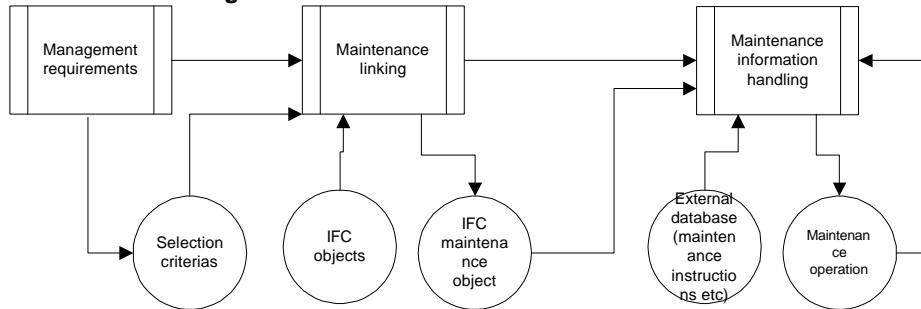 Management
requirements
Maintenance
linking
Maintenance
information
handling
Selection
criterias
IFC
objects
IFC
maintena
nce
object
External
database
(mainten
ance
instructio
ns etc)
Maintenan
ce
operation